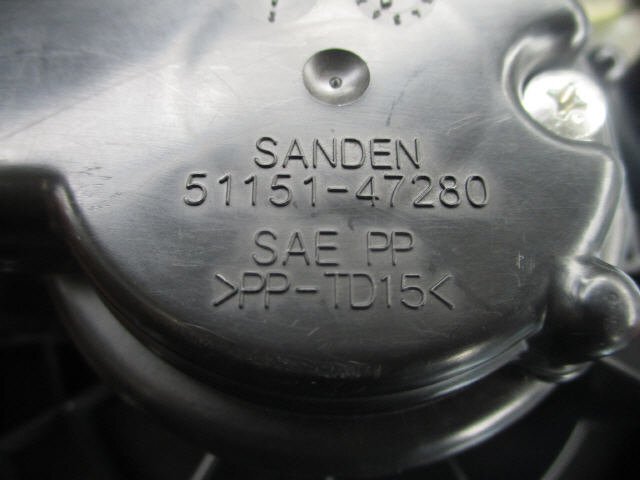 SANDEN
51151-47280
SAE PP
>PP-TD15<